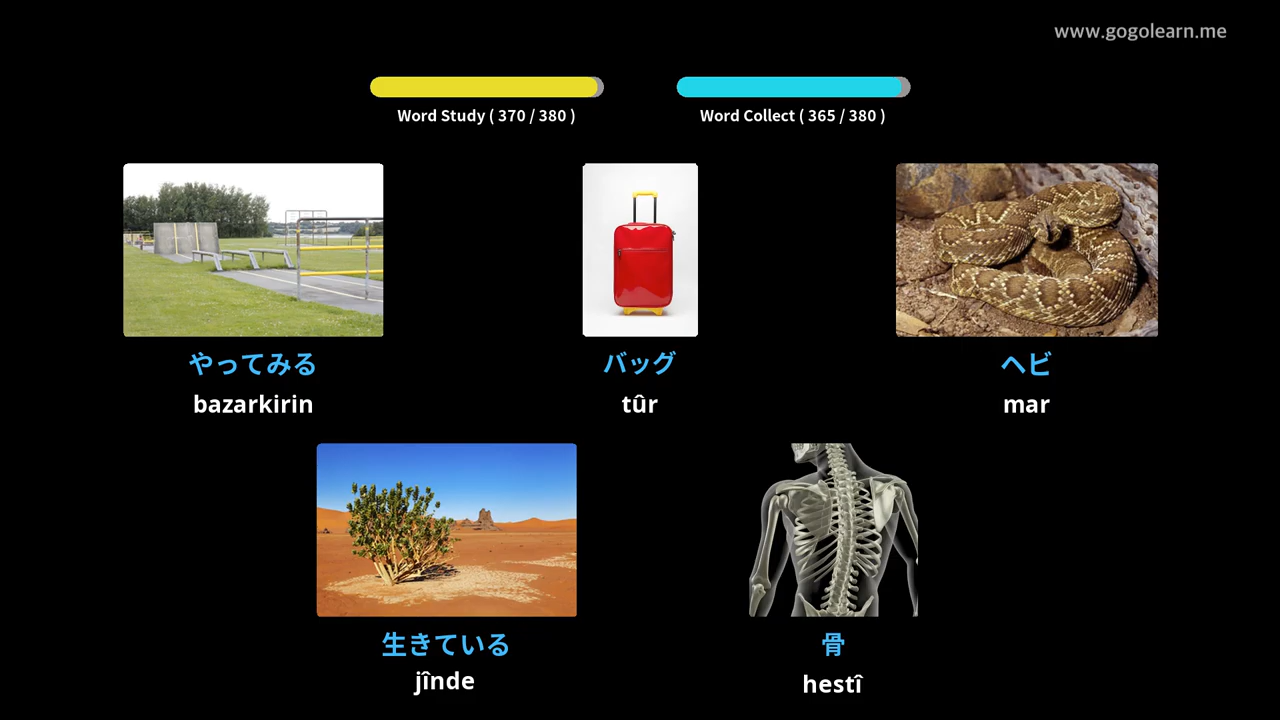 www.gogolearn.me
Word Study ( 370 / 380 )
Word Collect ( 365 / 380 )
やってみる
bazarkirin
バッグ
tûr
ヘビ
mar
生きている
jînde
骨
hestî